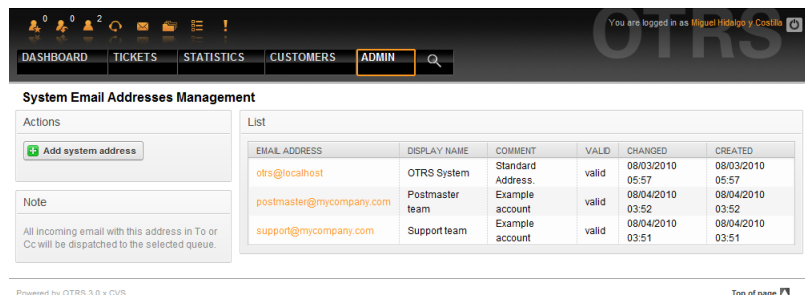 0 0 2
You are logged in as Miguel Hidalgo y Costilla
OTRS
DASHBOARD TICKETS STATISTICS CUSTOMERS ADMIN
System Email Addresses Management
Actions
Add system address
Note
All incoming email with this address in To or
Cc will be dispatched to the selected queue.
List
EMAIL ADDRESS DISPLAY NAME COMMENT VALID CHANGED CREATED
otrs@localhost OTRS System Standard Address. valid 08/03/2010 05:57 08/03/2010 05:57
postmaster@mycompany.com Postmaster team Example account valid 08/04/2010 03:52 08/04/2010 03:52
support@mycompany.com Support team Example account valid 08/04/2010 03:51 08/04/2010 03:51
Powered by OTRS 3.0.x CVS
Top of page